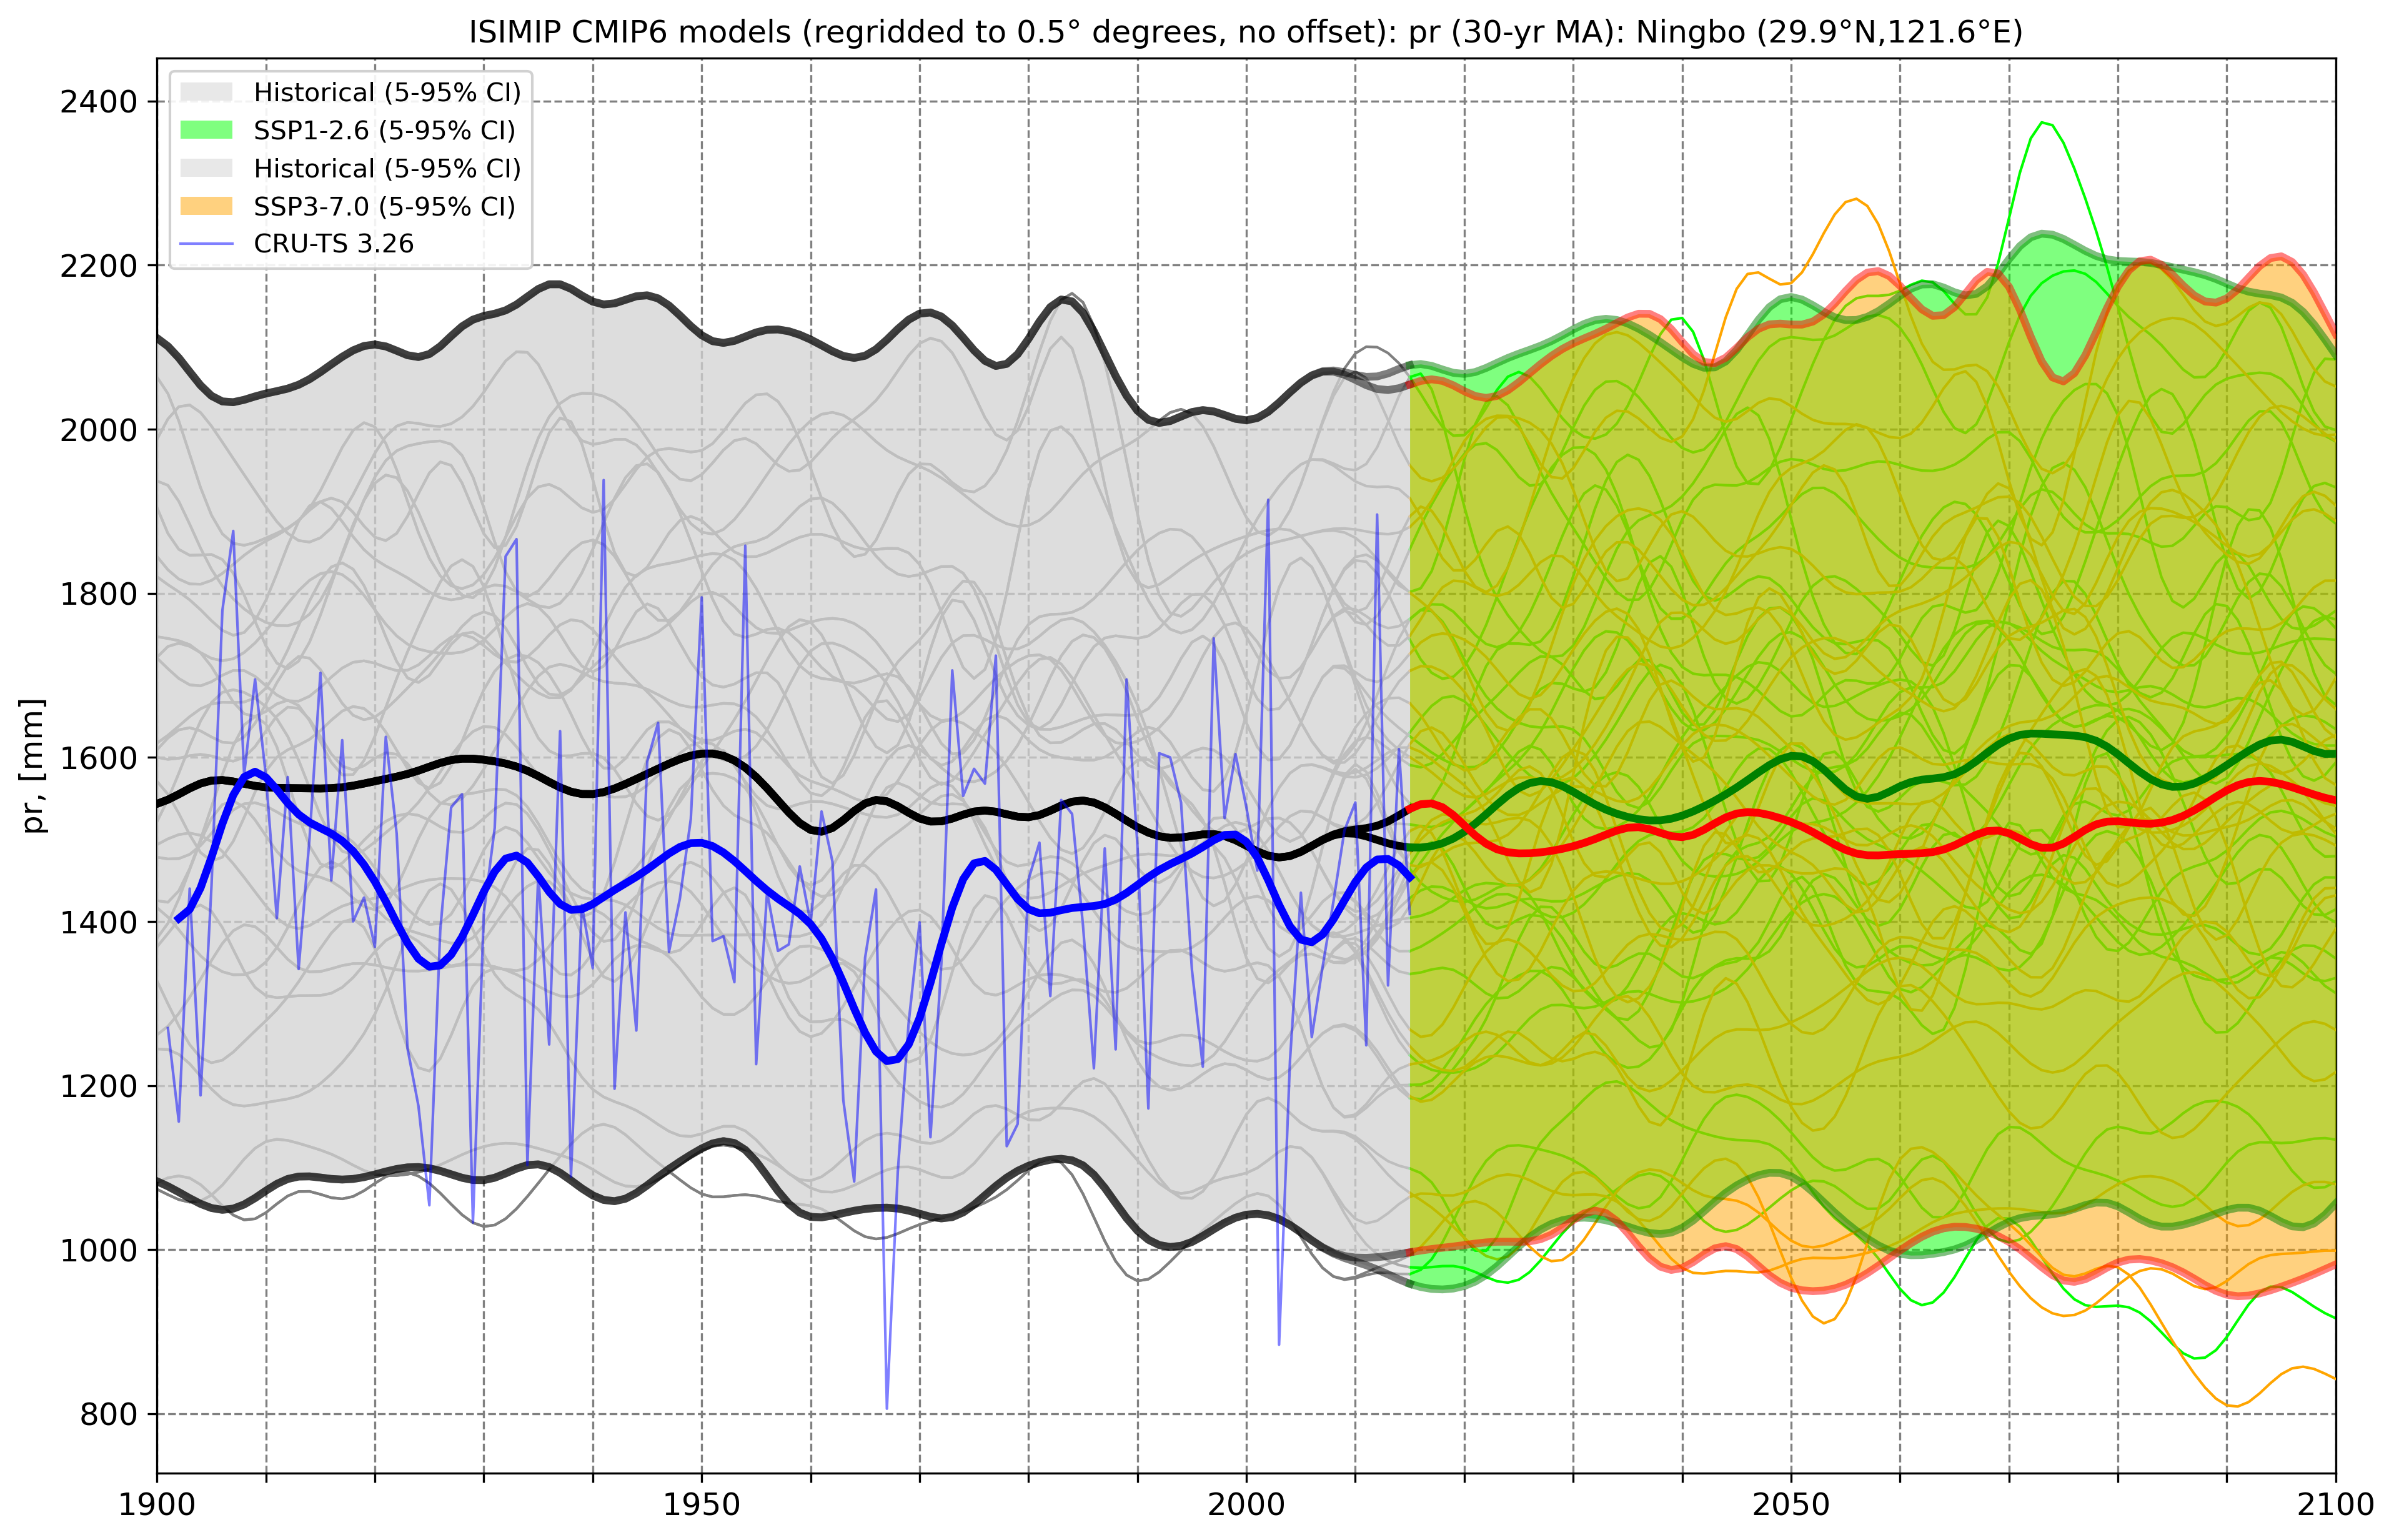 ISIMIP CMIP6 models (regridded to 0.5° degrees, no offset): pr (30-yr MA): Ningbo (29.9°N,121.6°E)
Historical (5-95% CI)
SSP1-2.6 (5-95% CI)
Historical (5-95% CI)
SSP3-7.0 (5-95% CI)
CRU-TS 3.26
pr, [mm]
2400
2200
2000
1800
1600
1400
1200
1000
800
1900 1950 2000 2050 2100